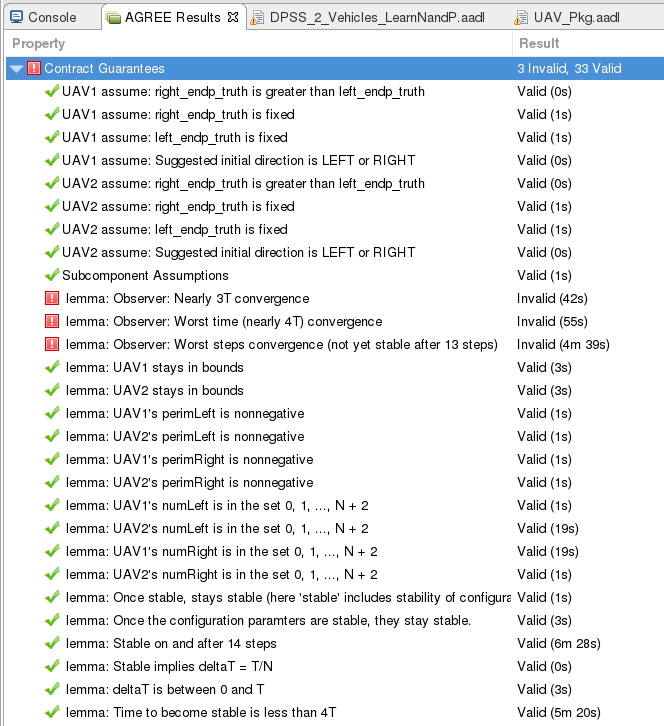 Console AGREE Results DPSS_2_Vehicles_LearnNandP.aadl UAV_Pkg.aadl
Property Result
Contract Guarantees 3 Invalid, 33 Valid
UAV1 assume: right_endp_truth is greater than left_endp_truth Valid (0s)
UAV1 assume: right_endp_truth is fixed Valid (1s)
UAV1 assume: left_endp_truth is fixed Valid (1s)
UAV1 assume: Suggested initial direction is LEFT or RIGHT Valid (0s)
UAV2 assume: right_endp_truth is greater than left_endp_truth Valid (0s)
UAV2 assume: right_endp_truth is fixed Valid (1s)
UAV2 assume: left_endp_truth is fixed Valid (1s)
UAV2 assume: Suggested initial direction is LEFT or RIGHT Valid (0s)
Subcomponent Assumptions Valid (1s)
lemma: Observer: Nearly 3T convergence Invalid (42s)
lemma: Observer: Worst time (nearly 4T) convergence Invalid (55s)
lemma: Observer: Worst steps convergence (not yet stable after 13 steps) Invalid (4m 39s)
lemma: UAV1 stays in bounds Valid (3s)
lemma: UAV2 stays in bounds Valid (3s)
lemma: UAV1's perimLeft is nonnegative Valid (1s)
lemma: UAV2's perimLeft is nonnegative Valid (1s)
lemma: UAV1's perimRight is nonnegative Valid (1s)
lemma: UAV2's perimRight is nonnegative Valid (1s)
lemma: UAV1's numLeft is in the set 0, 1, ..., N + 2 Valid (1s)
lemma: UAV2's numLeft is in the set 0, 1, ..., N + 2 Valid (19s)
lemma: UAV1's numRight is in the set 0, 1, ..., N + 2 Valid (19s)
lemma: UAV2's numRight is in the set 0, 1, ..., N + 2 Valid (1s)
lemma: Once stable, stays stable (here 'stable' includes stability of configura Valid (1s)
lemma: Once the configuration paramters are stable, they stay stable. Valid (3s)
lemma: Stable on and after 14 steps Valid (6m 28s)
lemma: Stable implies deltaT = T/N Valid (0s)
lemma: deltaT is between 0 and T Valid (3s)
lemma: Time to become stable is less than 4T Valid (5m 20s)